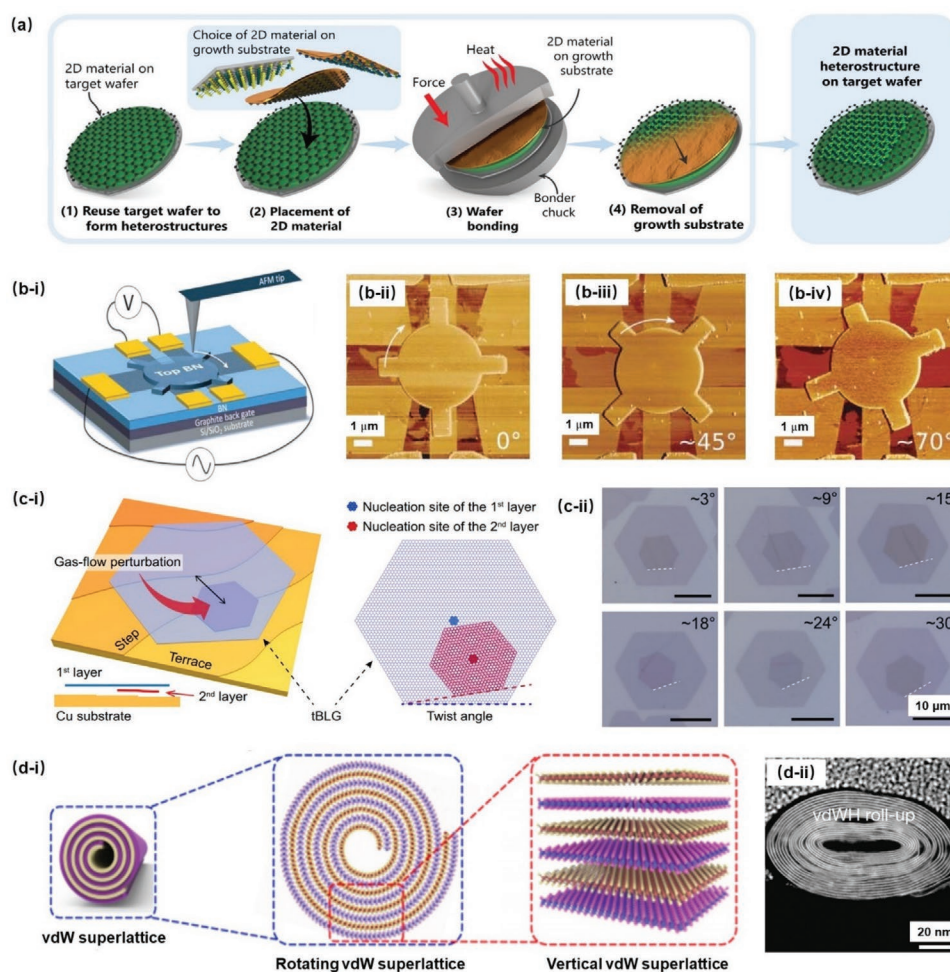 (a)
Choice of 2D material on
growth substrate
2D material on
target wafer
Heat
Force
2D material
on growth
substrate
Bonder
chuck
2D material
heterostructure
on target wafer
(1) Reuse target wafer to
form heterostructures
(2) Placement of
2D material
(3) Wafer
bonding
(4) Removal of
growth substrate
(b-i)
V
AFM tip
Top BN
BN
Graphite back gate
Si/SiO₂ substrate
(b-ii)
1 μm
0°
(b-iii)
1 μm
~45°
(b-iv)
1 μm
~70°
(c-i)
Gas-flow perturbation
Step
Terrace
1st layer
2nd layer
Cu substrate
tBLG
Nucleation site of the 1st layer
Nucleation site of the 2nd layer
Twist angle
(c-ii)
~3°
~9°
~15
~18°
~24°
~30
10 μm
(d-i)
vdW superlattice
Rotating vdW superlattice
Vertical vdW superlattice
(d-ii)
vdWH roll-up
20 nm